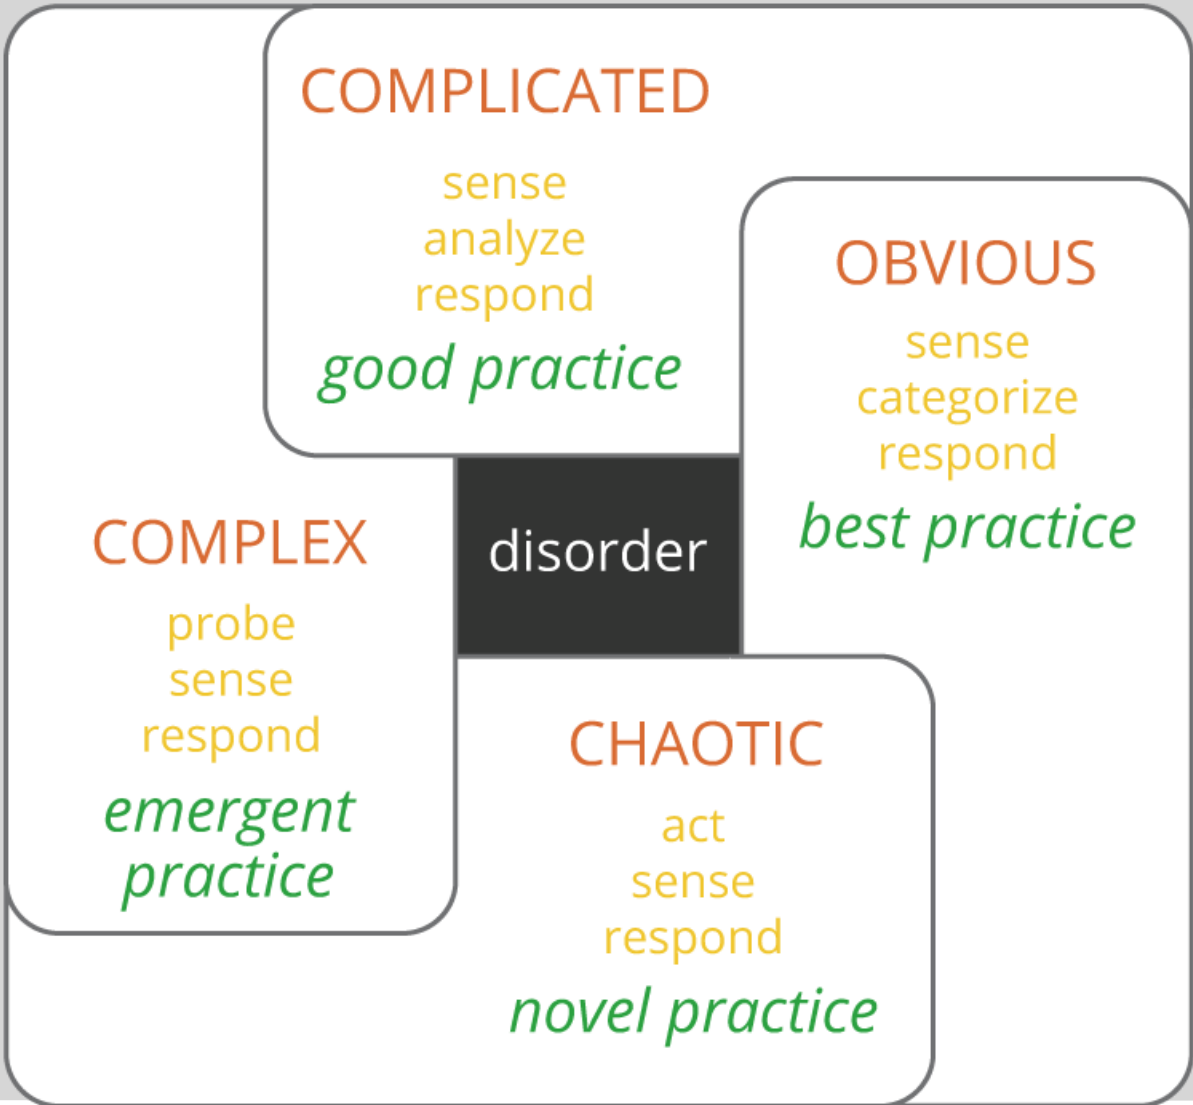 COMPLICATED
sense
analyze
respond
good practice
OBVIOUS
sense
categorize
respond
best practice
COMPLEX
probe
sense
respond
emergent
practice
disorder
CHAOTIC
act
sense
respond
novel practice